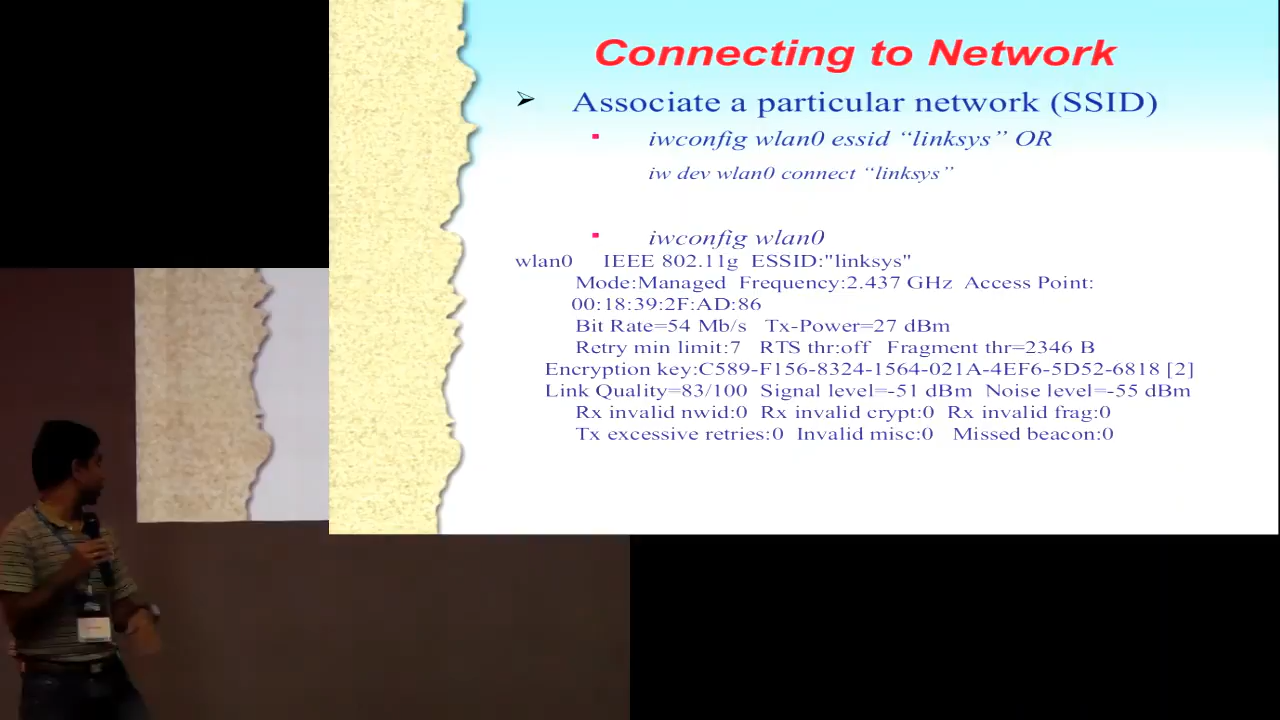 Connecting to Network
Associate a particular network (SSID)
iwconfig wlan0 essid “linksys” OR
iw dev wlan0 connect “linksys”
iwconfig wlan0
wlan0 IEEE 802.11g ESSID:"linksys"
Mode:Managed Frequency:2.437 GHz Access Point:
00:18:39:2F:AD:86
Bit Rate=54 Mb/s Tx-Power=27 dBm
Retry min limit:7 RTS thr:off Fragment thr=2346 B
Encryption key:C589-F156-8324-1564-021A-4EF6-5D52-6818 [2]
Link Quality=83/100 Signal level=-51 dBm Noise level=-55 dBm
Rx invalid nwid:0 Rx invalid crypt:0 Rx invalid frag:0
Tx excessive retries:0 Invalid misc:0 Missed beacon:0